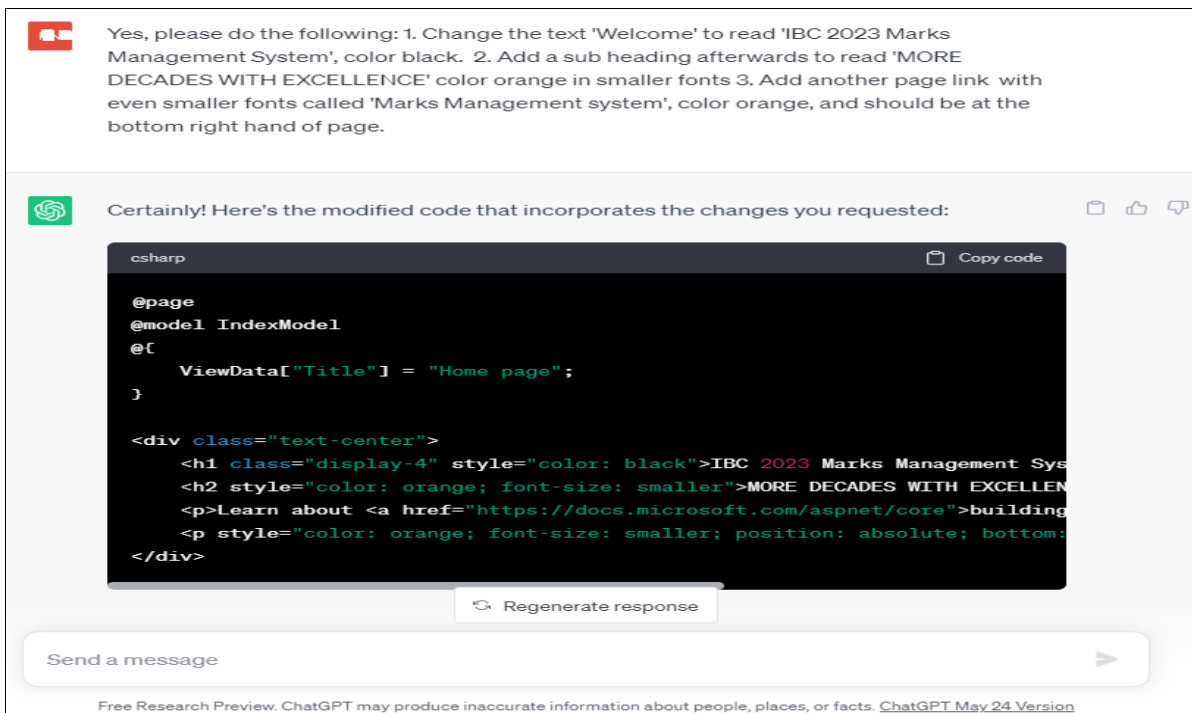 Yes, please do the following: 1. Change the text 'Welcome' to read 'IBC 2023 Marks
Management System', color black.  2. Add a sub heading afterwards to read 'MORE
DECADES WITH EXCELLENCE' color orange in smaller fonts 3. Add another page link  with
even smaller fonts called 'Marks Management system', color orange, and should be at the
bottom right hand of page.
Certainly! Here's the modified code that incorporates the changes you requested:
csharp Copy code
@page
@model IndexModel
@{
    ViewData["Title"] = "Home page";
}
<div class="text-center">
    <h1 class="display-4" style="color: black">IBC 2023 Marks Management Sys
    <h2 style="color: orange; font-size: smaller">MORE DECADES WITH EXCELLEN
    <p>Learn about <a href="https://docs.microsoft.com/aspnet/core">building
    <p style="color: orange; font-size: smaller; position: absolute; bottom:
</div>
Regenerate response
Send a message
Free Research Preview. ChatGPT may produce inaccurate information about people, places, or facts. ChatGPT May 24 Version